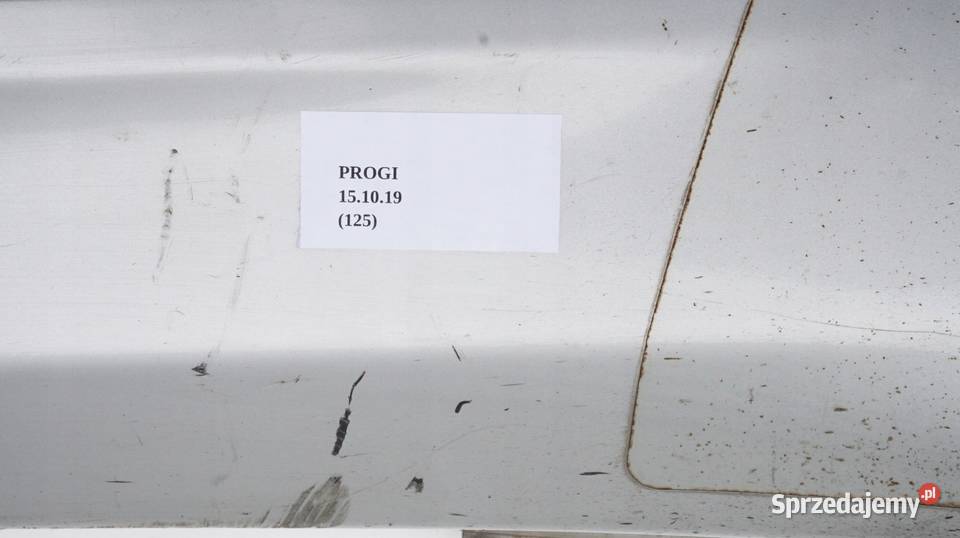 PROGI
15.10.19
(125)
Sprzedajemy.pl